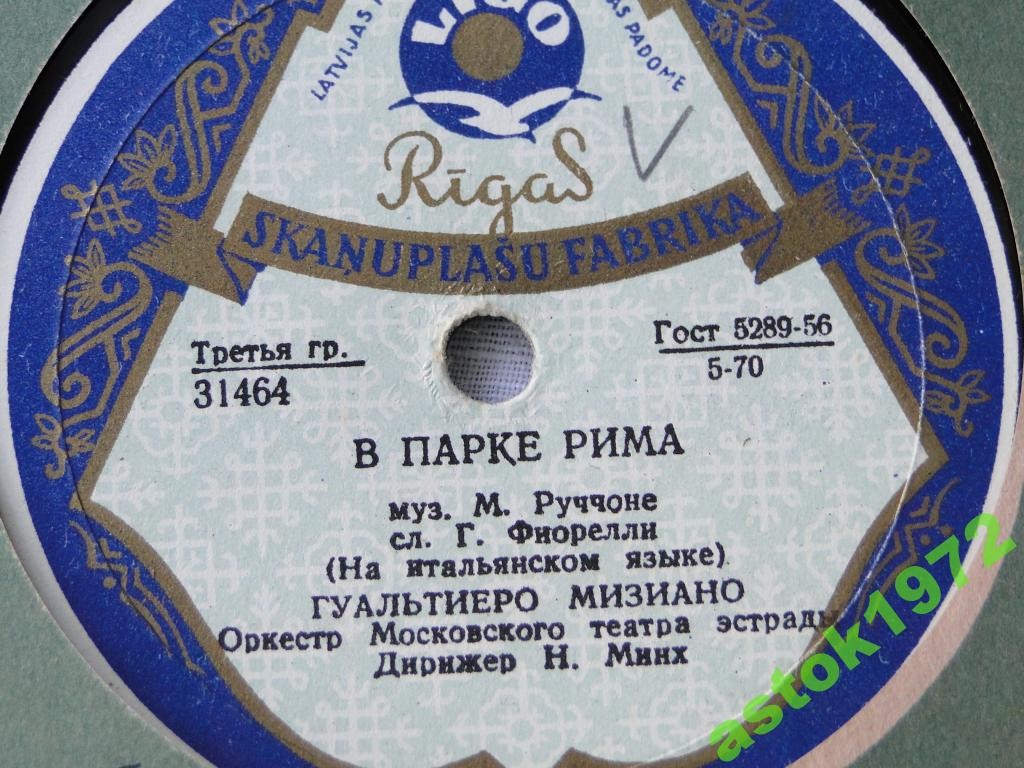 LIGO
LATVIJAS
PADOME
Rīgas
SKAŅUPLAŠU FABRIKA
V
Третья гр.
31464
Гост 5289-56
5-70
В ПАРКЕ РИМА
муз. М. Руччоне
сл. Г. Фиорелли
(На итальянском языке)
ГУАЛЬТИЕРО МИЗИАНО
Оркестр Московского театра эстрады
Дирижер Н. Минх
astok1972